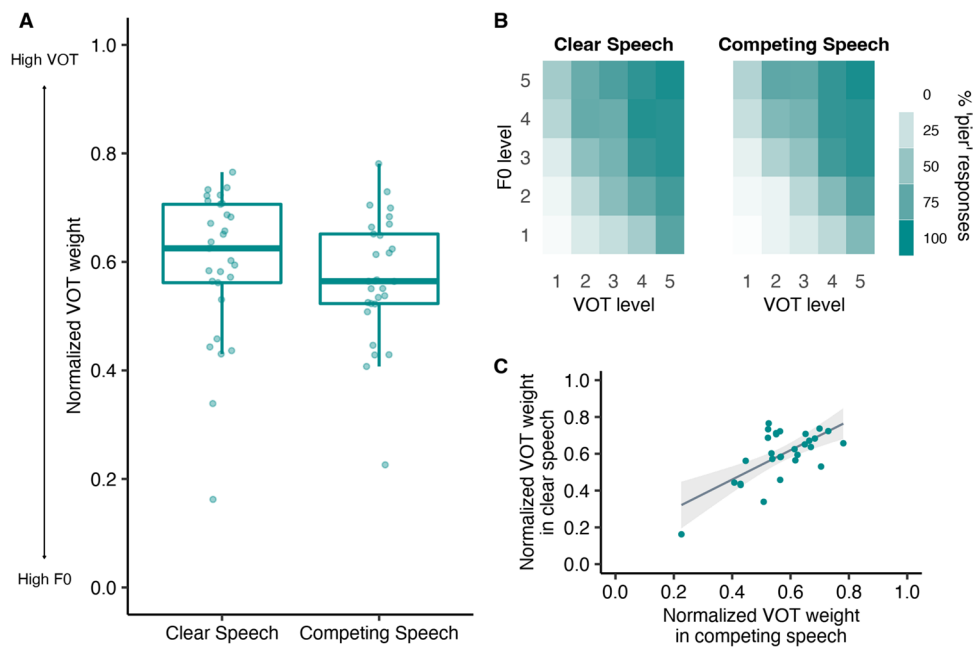 A
High VOT
High F0
Normalized VOT weight
1.0
0.8
0.6
0.4
0.2
0.0
Clear Speech
Competing Speech
B
Clear Speech
Competing Speech
F0 level
5
4
3
2
1
1 2 3 4 5
VOT level
1 2 3 4 5
VOT level
0
25
50
75
100
% 'pier' responses
C
Normalized VOT weight
in clear speech
1.0
0.8
0.6
0.4
0.2
0.0
0.0 0.2 0.4 0.6 0.8 1.0
Normalized VOT weight
in competing speech